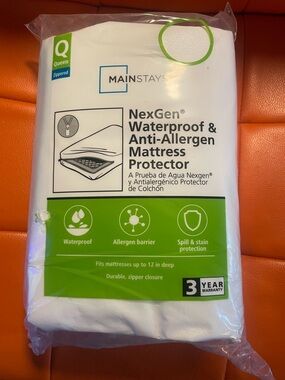 Q
Queen
Zippered
MAINSTAYS
NexGen®
Waterproof &
Anti-Allergen
Mattress
Protector
A Prueba de Agua Nexgen®
y Antialergénico Protector
de Colchón
Waterproof
Allergen barrier
Spill & stain
protection
Fits mattresses up to 12 in deep
Durable, zipper closure
3 YEAR
WARRANTY